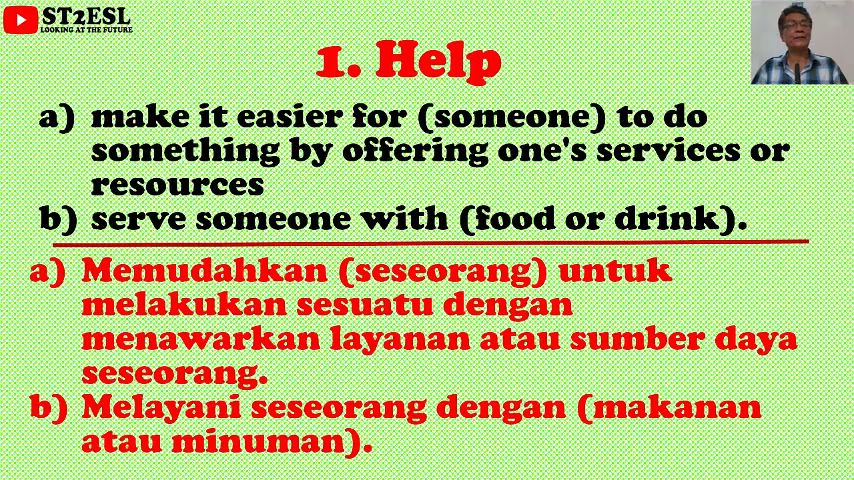 ST2ESL
LOOKING AT THE FUTURE
1. Help
a) make it easier for (someone) to do
something by offering one's services or
resources
b) serve someone with (food or drink).
a) Memudahkan (seseorang) untuk
melakukan sesuatu dengan
menawarkan layanan atau sumber daya
seseorang.
b) Melayani seseorang dengan (makanan
atau minuman).